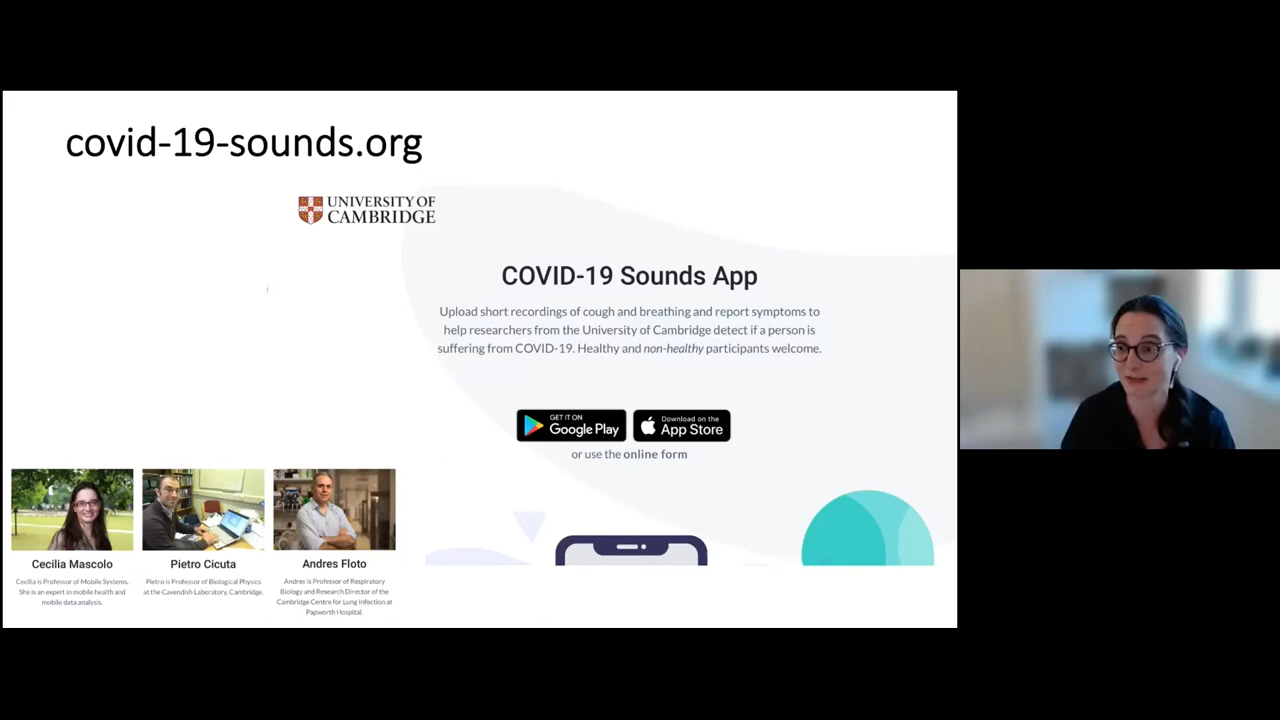 covid-19-sounds.org
UNIVERSITY OF
CAMBRIDGE
COVID-19 Sounds App
Upload short recordings of cough and breathing and report symptoms to
help researchers from the University of Cambridge detect if a person is
suffering from COVID-19. Healthy and non-healthy participants welcome.
GET IT ON
Google Play
Download on the
App Store
or use the online form
Cecilia Mascolo
Cecilia is Professor of Mobile Systems.
She is an expert in mobile health and
mobile data analysis.
Pietro Cicuta
Pietro is Professor of Biological Physics
at the Cavendish Laboratory, Cambridge.
Andres Floto
Andres is Professor of Respiratory
Biology and Research Director of the
Cambridge Centre for Lung Infection at
Papworth Hospital.